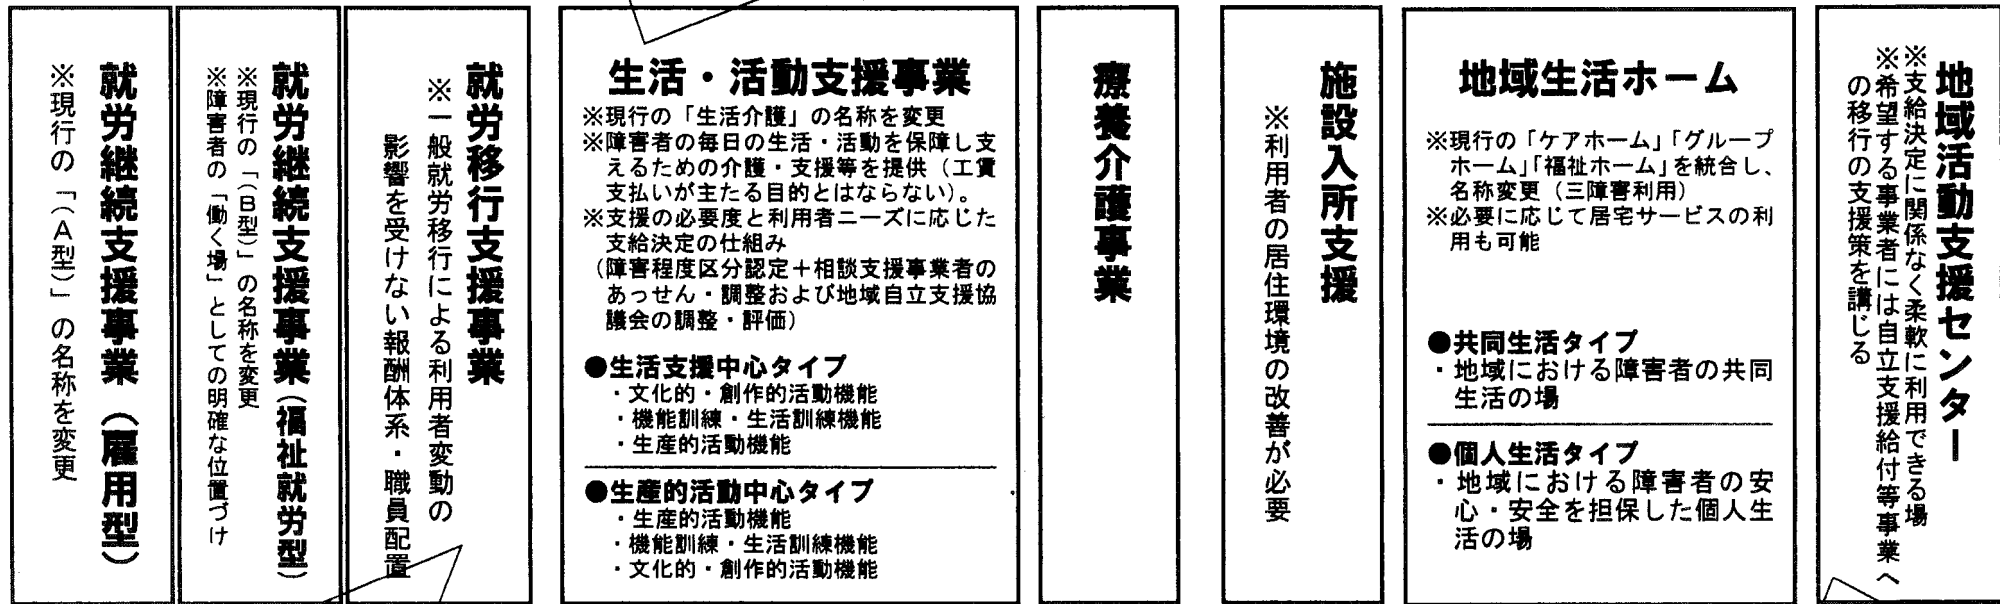 就労継続支援事業（雇用型）
※現行の「（A型）」の名称を変更
就労継続支援事業（福祉就労型）
※現行の「（B型）」の名称を変更
※障害者の「働く場」としての明確な位置づけ
就労移行支援事業
※一般就労移行による利用者変動の
影響を受けない報酬体系・職員配置
生活・活動支援事業
※現行の「生活介護」の名称を変更
※障害者の毎日の生活・活動を保障し支
えるための介護・支援等を提供（工賃
支払いが主たる目的とはならない）。
※支援の必要度と利用者ニーズに応じた
支給決定の仕組み
（障害程度区分認定＋相談支援事業者の
あっせん・調整および地域自立支援協
議会の調整・評価）
●生活支援中心タイプ
・文化的・創作的活動機能
・機能訓練・生活訓練機能
・生産的活動機能
●生産的活動中心タイプ
・生産的活動機能
・機能訓練・生活訓練機能
・文化的・創作的活動機能
療養介護事業
施設入所支援
※利用者の居住環境の改善が必要
地域生活ホーム
※現行の「ケアホーム」「グループ
ホーム」「福祉ホーム」を統合し、
名称変更（三障害利用）
※必要に応じて居宅サービスの利
用も可能
●共同生活タイプ
・地域における障害者の共同
生活の場
●個人生活タイプ
・地域における障害者の安
心・安全を担保した個人生
活の場
地域活動支援センター
※支給決定に関係なく柔軟に利用できる場
※希望する事業者には自立支援給付等事業へ
の移行の支援策を講じる